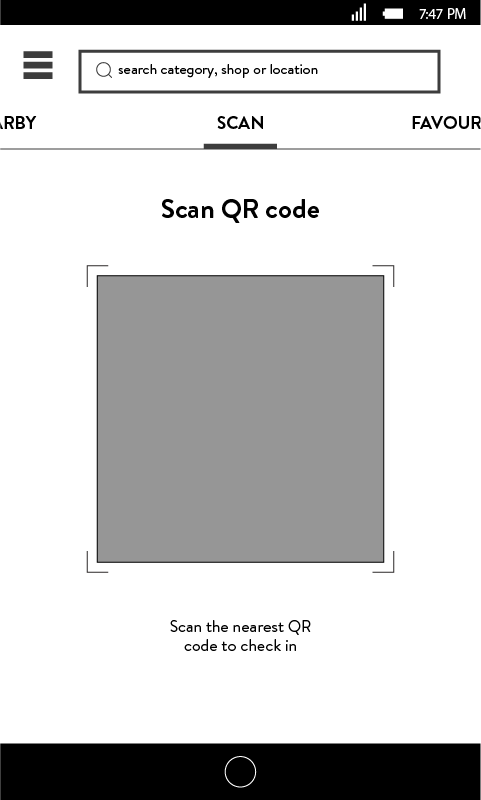 7:47 PM
search category, shop or location
ARBY SCAN FAVOUR
Scan QR code
Scan the nearest QR
code to check in